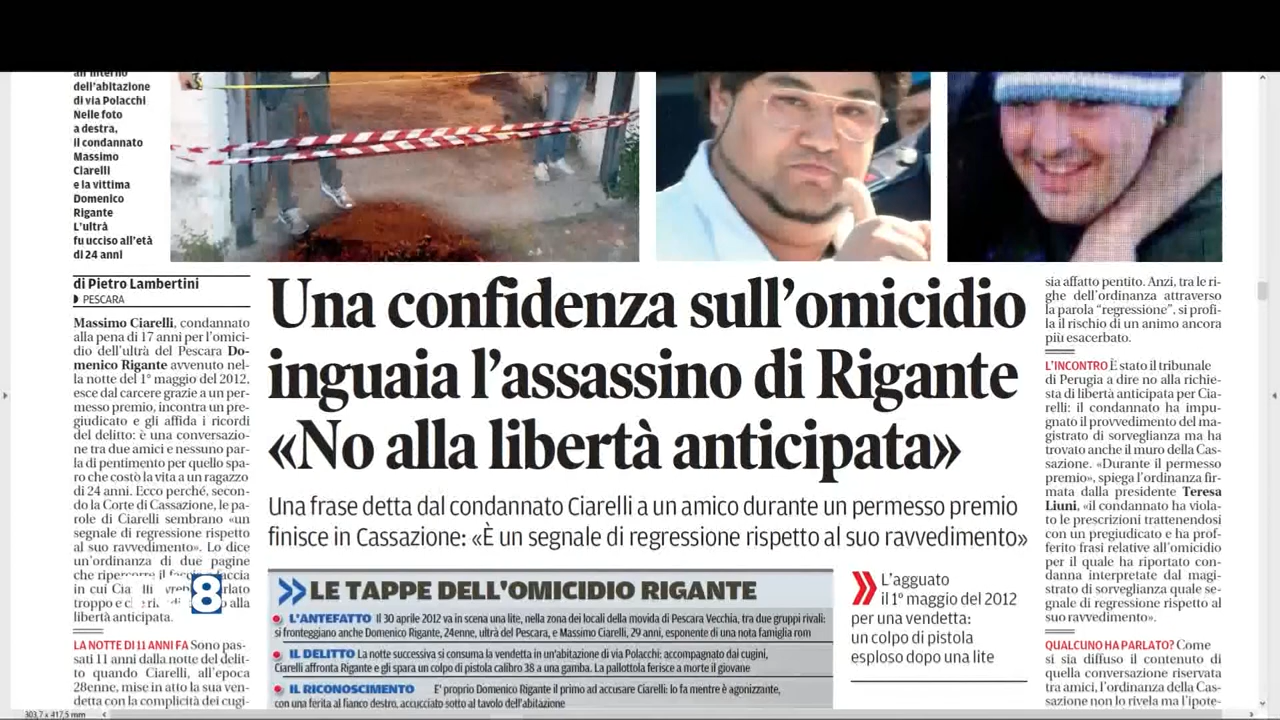 all'interno
dell'abitazione
di via Polacchi
Nelle foto
a destra,
il condannato
Massimo
Ciarelli
e la vittima
Domenico
Rigante
L'ultrà
fu ucciso all'età
di 24 anni
di Pietro Lambertini
PESCARA
Massimo Ciarelli, condannato
alla pena di 17 anni per l'omici-
dio dell'ultrà del Pescara Do-
menico Rigante avvenuto nel-
la notte del 1° maggio del 2012,
esce dal carcere grazie a un per-
messo premio, incontra un pre-
giudicato e gli affida i ricordi
del delitto: è una conversazio-
ne tra due amici e nessuno par-
la di pentimento per quello spa-
ro che costò la vita a un ragazzo
di 24 anni. Ecco perché, secon-
do la Corte di Cassazione, le pa-
role di Ciarelli sembrano «un
segnale di regressione rispetto
al suo ravvedimento». Lo dice
un'ordinanza di due pagine
che ripercorre il faccia a faccia
in cui
troppo e
libertà anticipata.
LA NOTTE DI 11 ANNI FA Sono pas-
sati 11 anni dalla notte del delit-
to quando Ciarelli, all'epoca
28enne, mise in atto la sua ven-
detta con la complicità dei cugi-
Una confidenza sull'omicidio
inguaia l'assassino di Rigante
«No alla libertà anticipata»
Una frase detta dal condannato Ciarelli a un amico durante un permesso premio
finisce in Cassazione: «È un segnale di regressione rispetto al suo ravvedimento»
LE TAPPE DELL'OMICIDIO RIGANTE
L'ANTEFATTO Il 30 aprile 2012 va in scena una lite, nella zona dei locali della movida di Pescara Vecchia, tra due gruppi rivali:
si fronteggiano anche Domenico Rigante, 24enne, ultrà del Pescara, e Massimo Ciarelli, 29 anni, esponente di una nota famiglia rom
IL DELITTO La notte successiva si consuma la vendetta in un'abitazione di via Polacchi; accompagnato dai cugini,
Ciarelli affronta Rigante e gli spara un colpo di pistola calibro 38 a una gamba. La pallottola ferisce a morte il giovane
IL RICONOSCIMENTO E' proprio Domenico Rigante il primo ad accusare Ciarelli: lo fa mentre è agonizzante,
con una ferita al fianco destro, accucciato sotto al tavolo dell'abitazione
L'agguato
il 1° maggio del 2012
per una vendetta:
un colpo di pistola
esploso dopo una lite
sia affatto pentito. Anzi, tra le ri-
ghe dell'ordinanza attraverso
la parola "regressione", si profi-
la il rischio di un animo ancora
più esacerbato.
L'INCONTRO È stato il tribunale
di Perugia a dire no alla richie-
sta di libertà anticipata per Cia-
relli: il condannato ha impu-
gnato il provvedimento del ma-
gistrato di sorveglianza ma ha
trovato anche il muro della Cas-
sazione. «Durante il permesso
premio», spiega l'ordinanza fir-
mata dalla presidente Teresa
Liuni, «il condannato ha viola-
to le prescrizioni trattenendosi
con un pregiudicato e ha prof-
ferito frasi relative all'omicidio
per il quale ha riportato con-
danna interpretate dal magi-
strato di sorveglianza quale se-
gnale di regressione rispetto al
suo ravvedimento».
QUALCUNO HA PARLATO? Come
si sia diffuso il contenuto di
quella conversazione riservata
tra amici, l'ordinanza della Cas-
sazione non lo rivela ma l'ipote-
8
303,7 x 417,5 mm